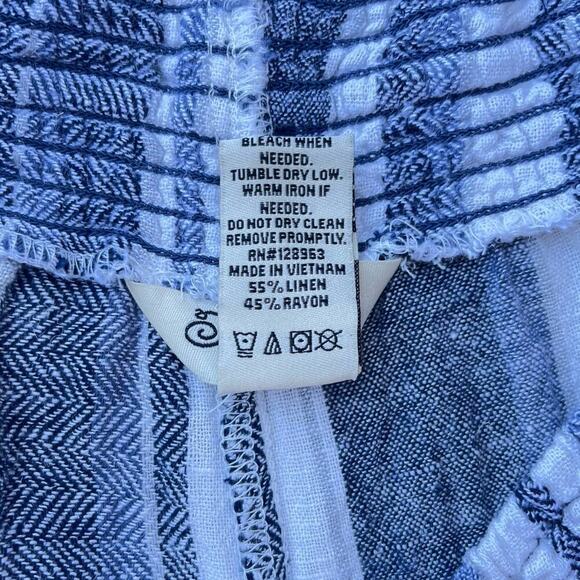 BLEACH WHEN
NEEDED.
TUMBLE DRY LOW.
WARM IRON IF
NEEDED.
DO NOT DRY CLEAN
REMOVE PROMPTLY.
RN#128963
MADE IN VIETNAM
55% LINEN
45% RAYON